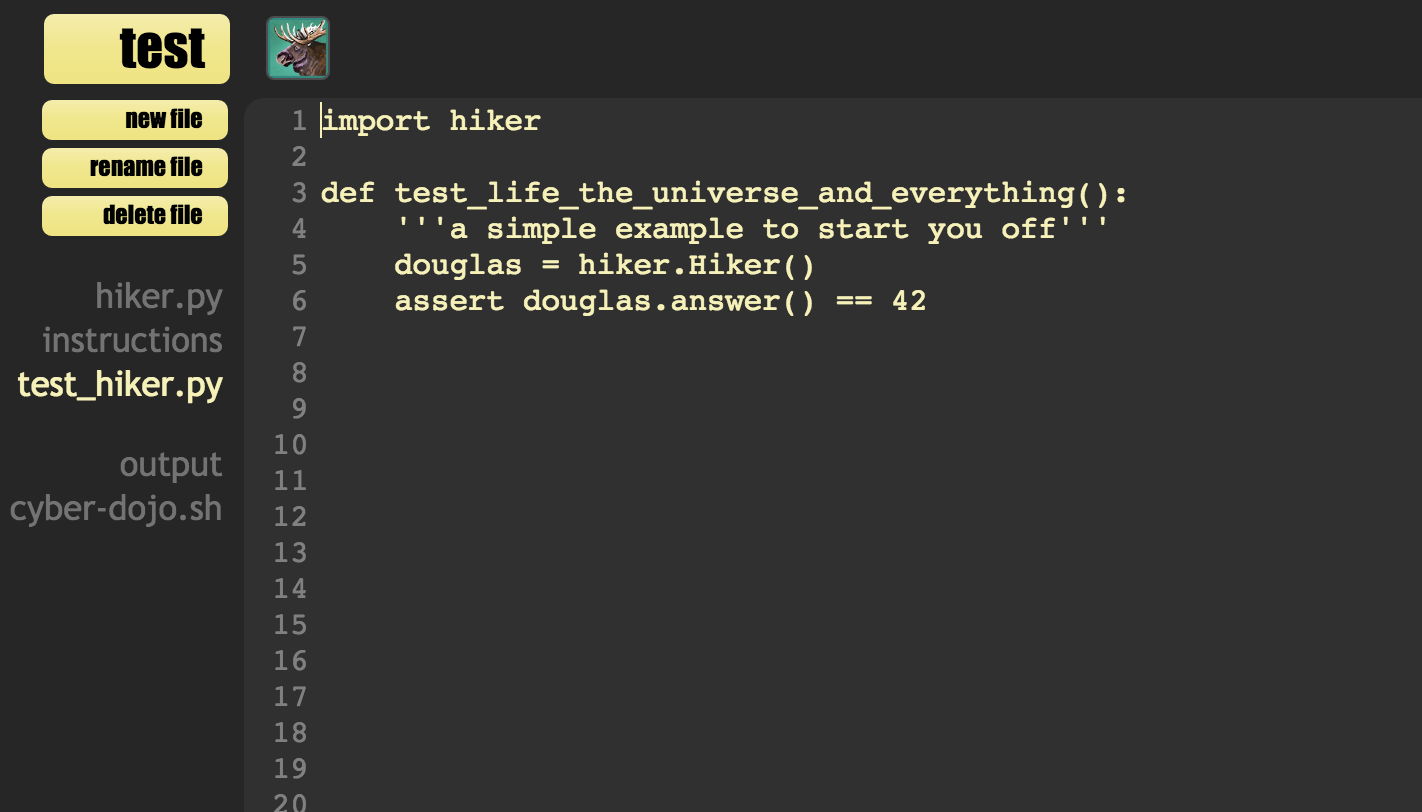 test
new file
rename file
delete file
hiker.py
instructions
test_hiker.py
output
cyber-dojo.sh
1 import hiker
2
3 def test_life_the_universe_and_everything():
4     '''a simple example to start you off'''
5     douglas = hiker.Hiker()
6     assert douglas.answer() == 42
7
8
9
10
11
12
13
14
15
16
17
18
19
20